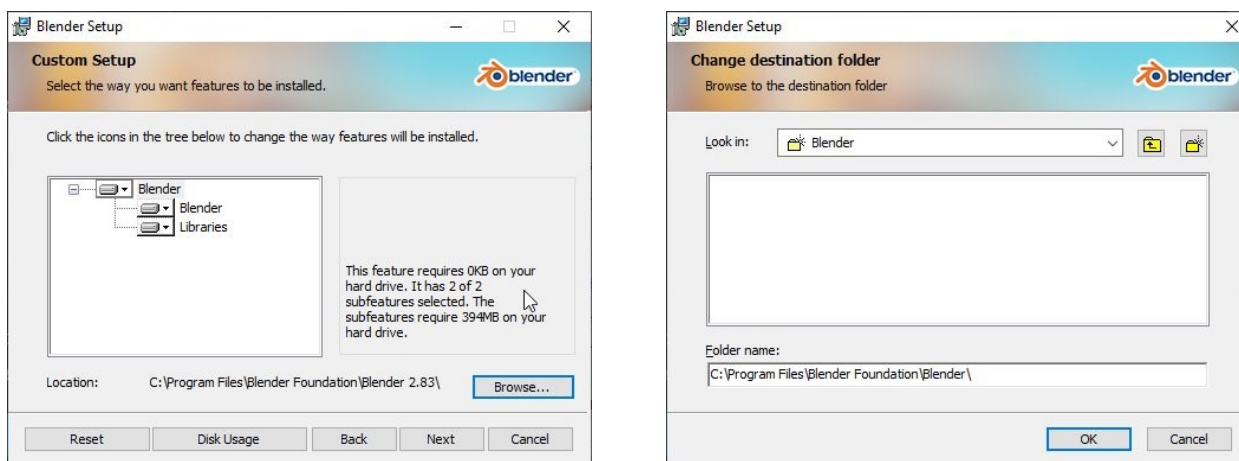 Blender Setup
Custom Setup
Select the way you want features to be installed.
blender
Click the icons in the tree below to change the way features will be installed.
Blender
Blender
Libraries
This feature requires 0KB on your
hard drive. It has 2 of 2
subfeatures selected. The
subfeatures require 394MB on your
hard drive.
Location: C:\Program Files\Blender Foundation\Blender 2.83\ Browse...
Reset Disk Usage Back Next Cancel
Blender Setup
Change destination folder
Browse to the destination folder
blender
Look in: Blender
Folder name:
C:\Program Files\Blender Foundation\Blender\
OK Cancel